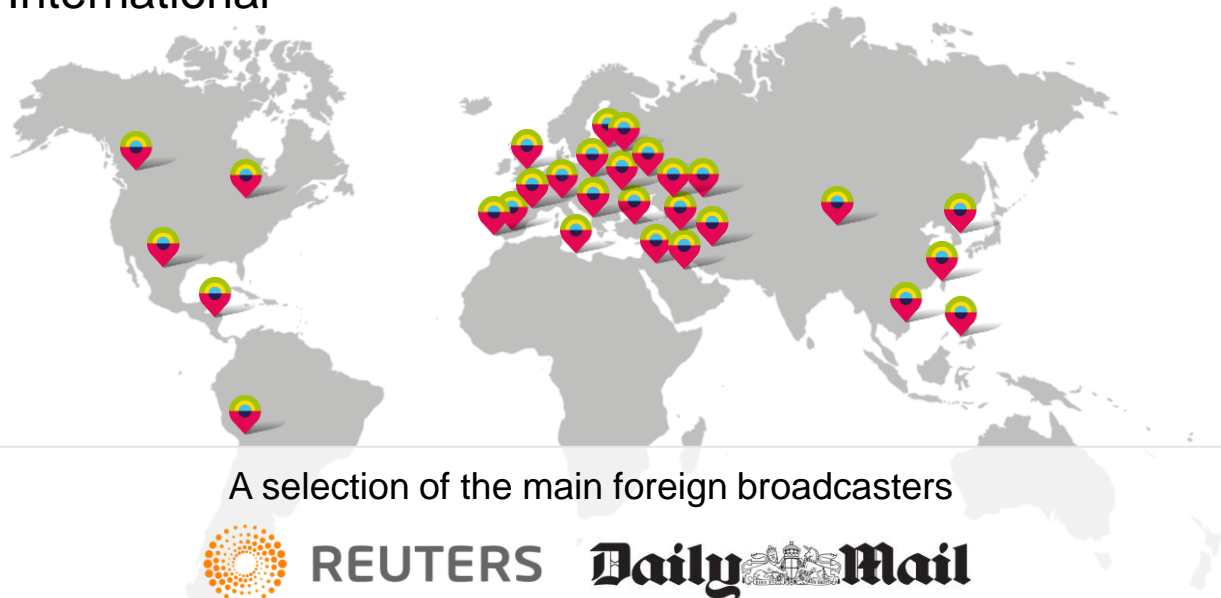 International
A selection of the main foreign broadcasters
REUTERS
Daily Mail